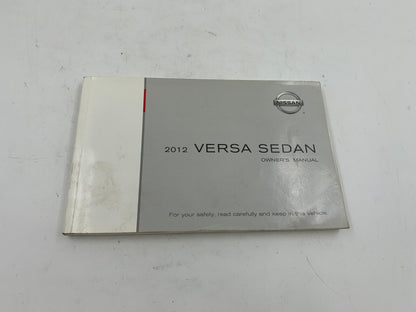 NISSAN
2012 VERSA SEDAN
OWNER'S MANUAL
For your safety, read carefully and keep in this vehicle.